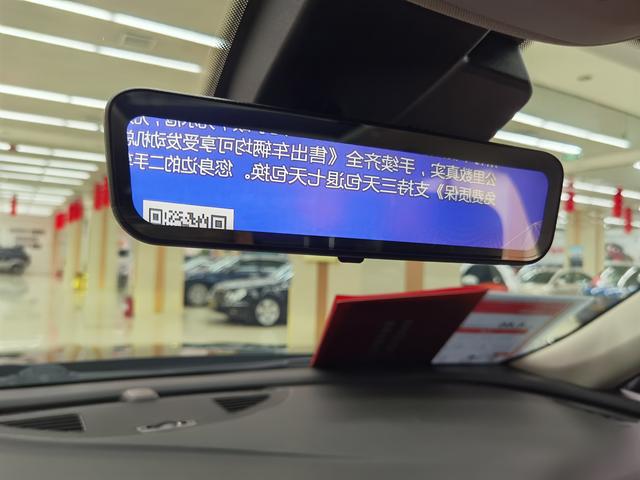 公里数真实，手续齐全《售出车辆均可享受发动机总
免费质保》支持三天包退七天包换。您身边的二手